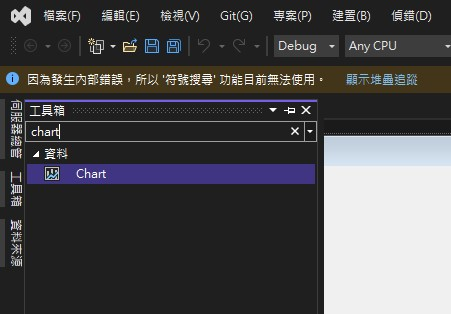 檔案(F) 編輯(E) 檢視(V) Git(G) 專案(P) 建置(B) 偵錯(D)
Debug Any CPU
因為發生內部錯誤，所以 '符號搜尋' 功能目前無法使用。 顯示堆疊追蹤
伺服器總管
工具箱
資料來源
工具箱
chart
資料
Chart